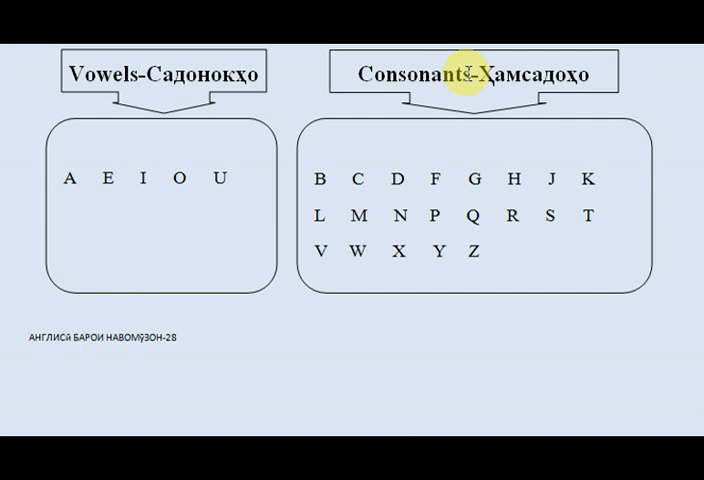 Vowels-Садонокҳо
Consonants-Ҳамсадоҳо
A E I O U
B C D F G H J K
L M N P Q R S T
V W X Y Z
АНГЛИСӣ БАРОИ НАВОМӯЗОН-28